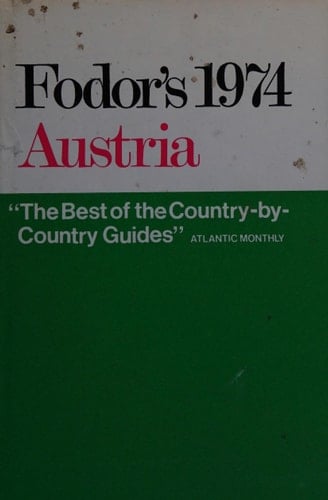 Fodor's 1974
Austria
“The Best of the Country-by-
Country Guides” ATLANTIC MONTHLY